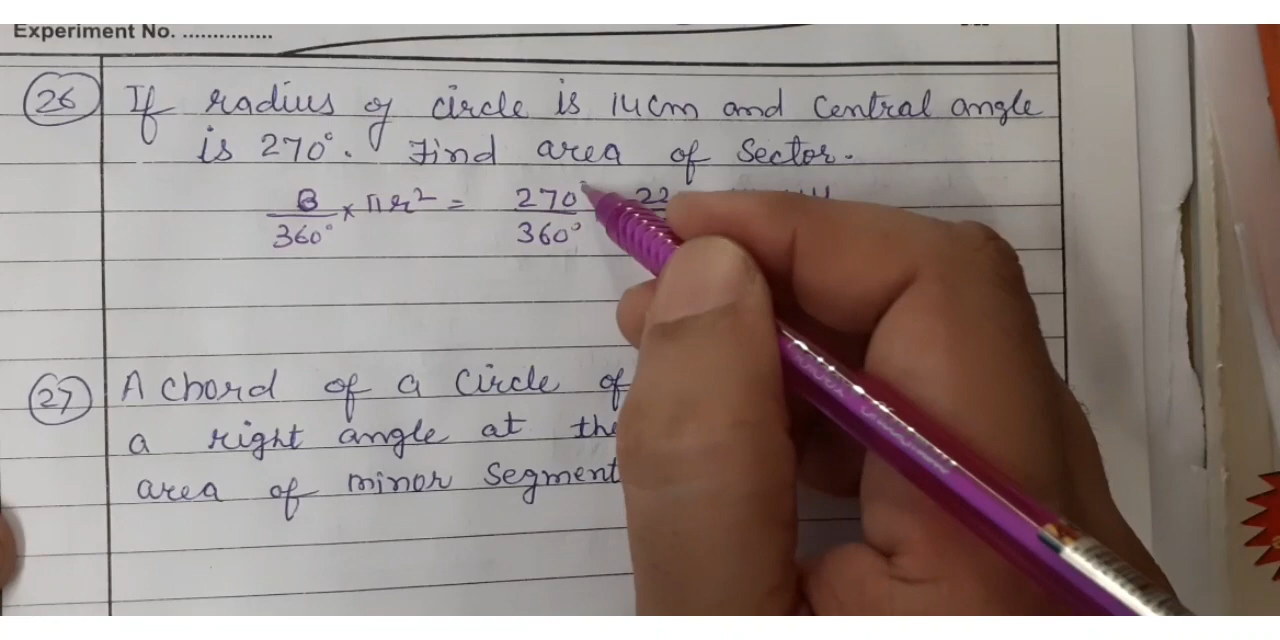 Experiment No. ...............
26 If radius of circle is 14cm and Central angle
is 270°. Find area of Sector.
θ/360° × πr² = 270°/360° 22
27 A chord of a Circle of
a right angle at the
area of minor Segment